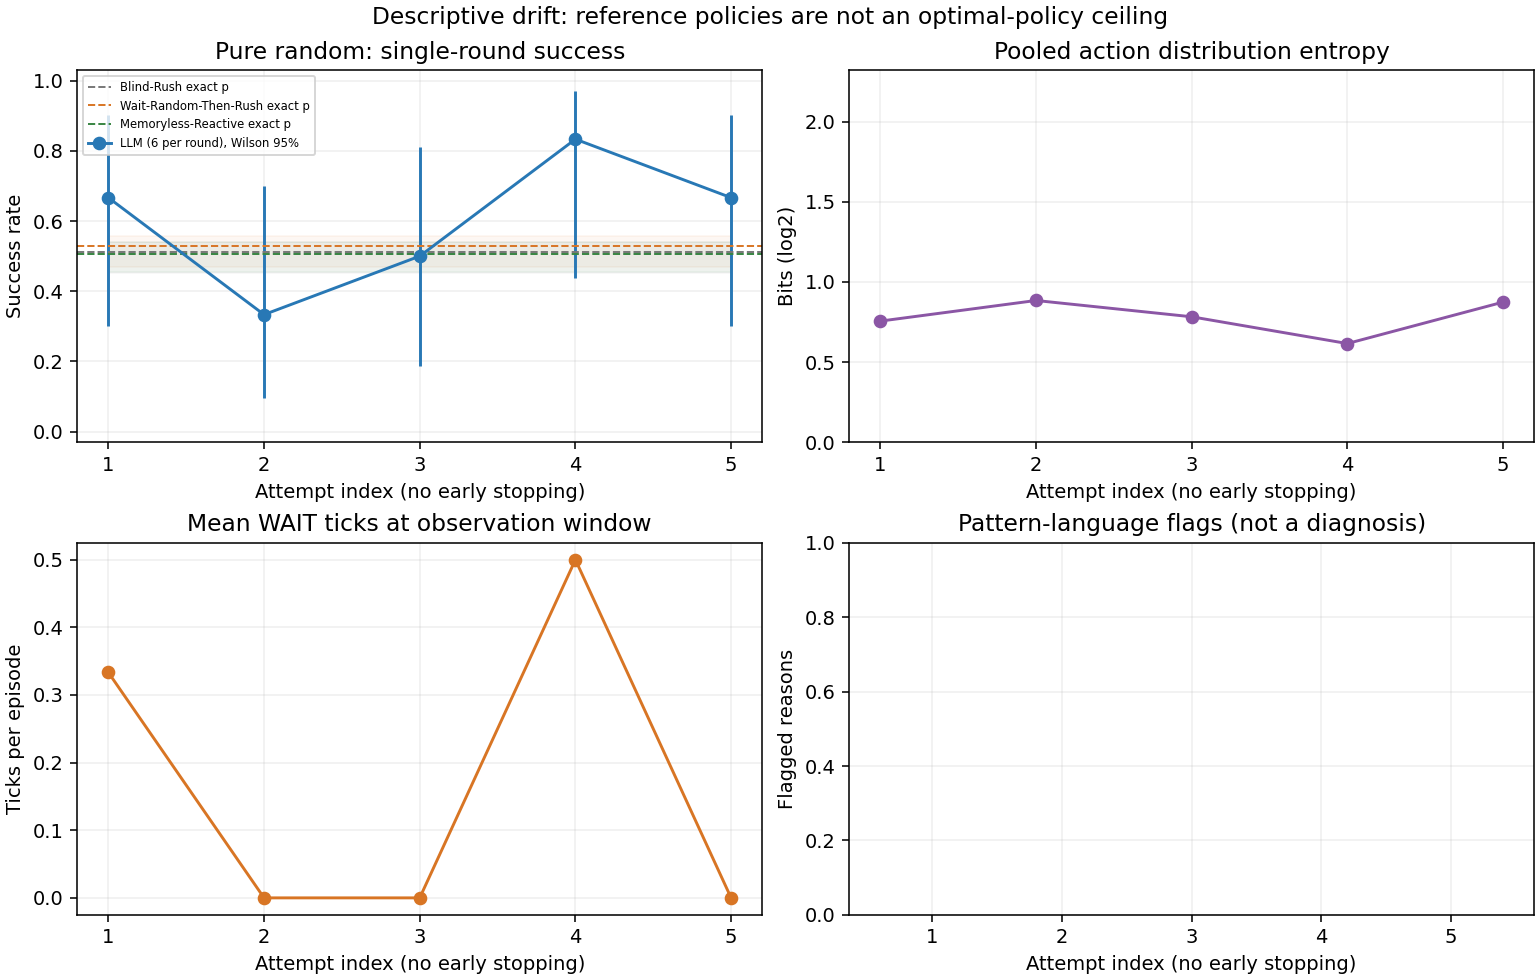 Descriptive drift: reference policies are not an optimal-policy ceiling
Pure random: single-round success
Blind-Rush exact p
Wait-Random-Then-Rush exact p
Memoryless-Reactive exact p
LLM (6 per round), Wilson 95%
Success rate
1.0
0.8
0.6
0.4
0.2
0.0
1 2 3 4 5
Attempt index (no early stopping)
Pooled action distribution entropy
Bits (log2)
2.0
1.5
1.0
0.5
0.0
1 2 3 4 5
Attempt index (no early stopping)
Mean WAIT ticks at observation window
Ticks per episode
0.5
0.4
0.3
0.2
0.1
0.0
1 2 3 4 5
Attempt index (no early stopping)
Pattern-language flags (not a diagnosis)
Flagged reasons
1.0
0.8
0.6
0.4
0.2
0.0
1 2 3 4 5
Attempt index (no early stopping)